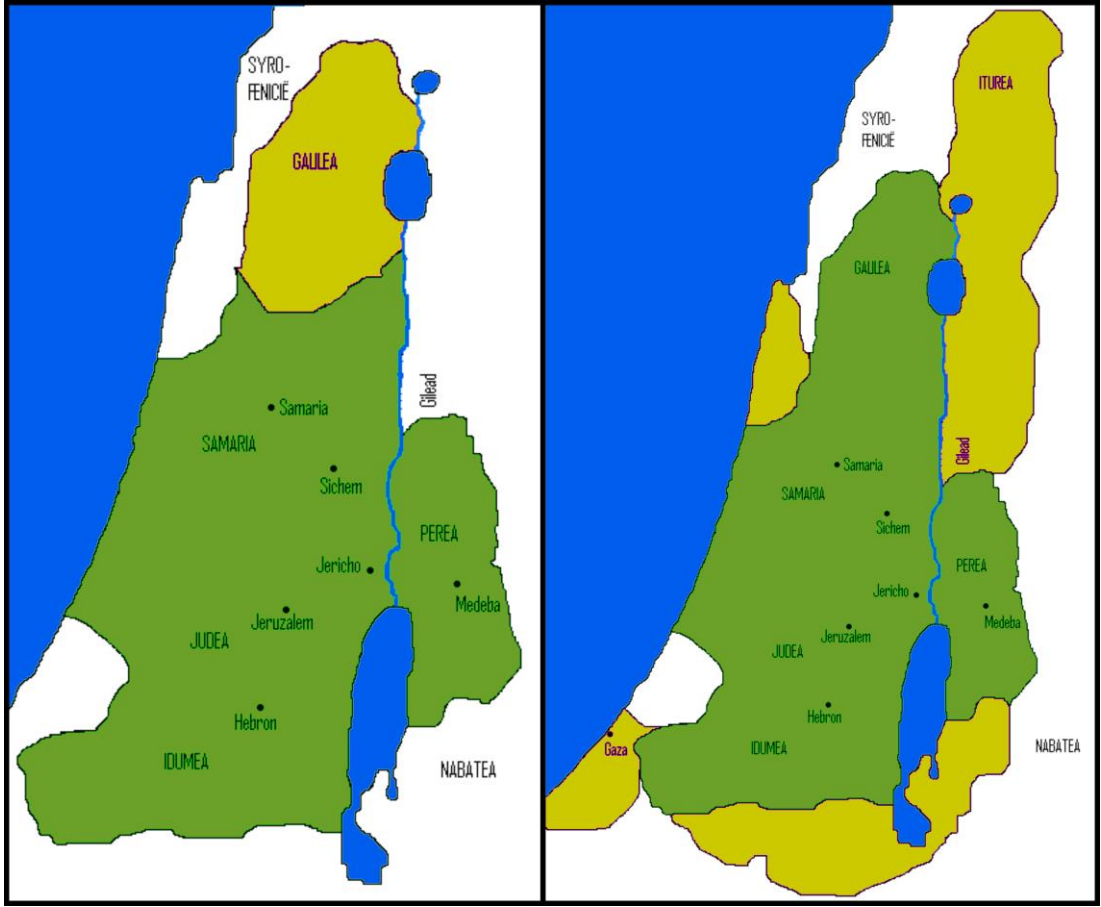 SYRO-
FENICIË
GALILEA
Gilead
Samaria
SAMARIA
Sichem
PEREA
Jericho
Medeba
Jeruzalem
JUDEA
Hebron
IDUMEA
NABATEA
ITUREA
SYRO-
FENICIË
GALILEA
Gilead
Samaria
SAMARIA
Sichem
PEREA
Jericho
Medeba
Jeruzalem
JUDEA
Hebron
Gaza
IDUMEA
NABATEA